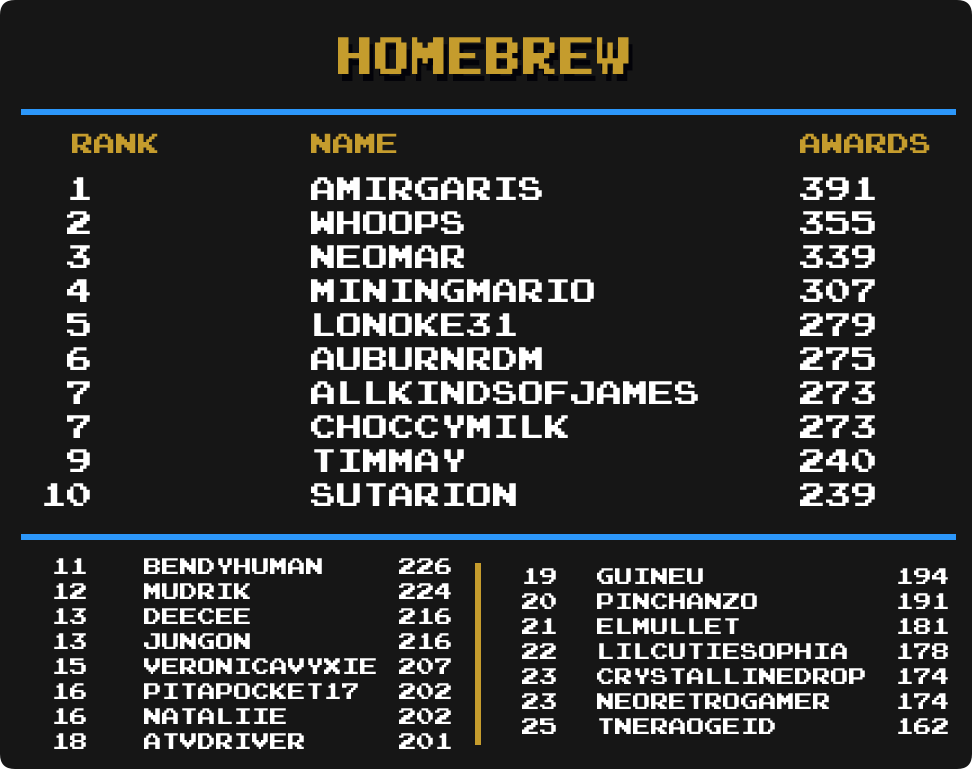 HOMEBREW
RANK NAME AWARDS
1 AMIRGARIS 391
2 WHOOPS 355
3 NEOMAR 339
4 MININGMARIO 307
5 LONOKE31 279
6 AUBURNRDM 275
7 ALLKINDSOFJAMES 273
7 CHOCCYMILK 273
9 TIMMAY 240
10 SUTARION 239
11 BENDYHUMAN 226
12 MUDRIK 224
13 DEECEE 216
13 JUNGON 216
15 VERONICAVYXIE 207
16 PITAPOCKET17 202
16 NATALIIE 202
18 ATVDRIVER 201
19 GUINEU 194
20 PINCHANZO 191
21 ELMULLET 181
22 LILCUTIESOPHIA 178
23 CRYSTALLINEDROP 174
23 NEORETROGAMER 174
25 TNERAOGEID 162